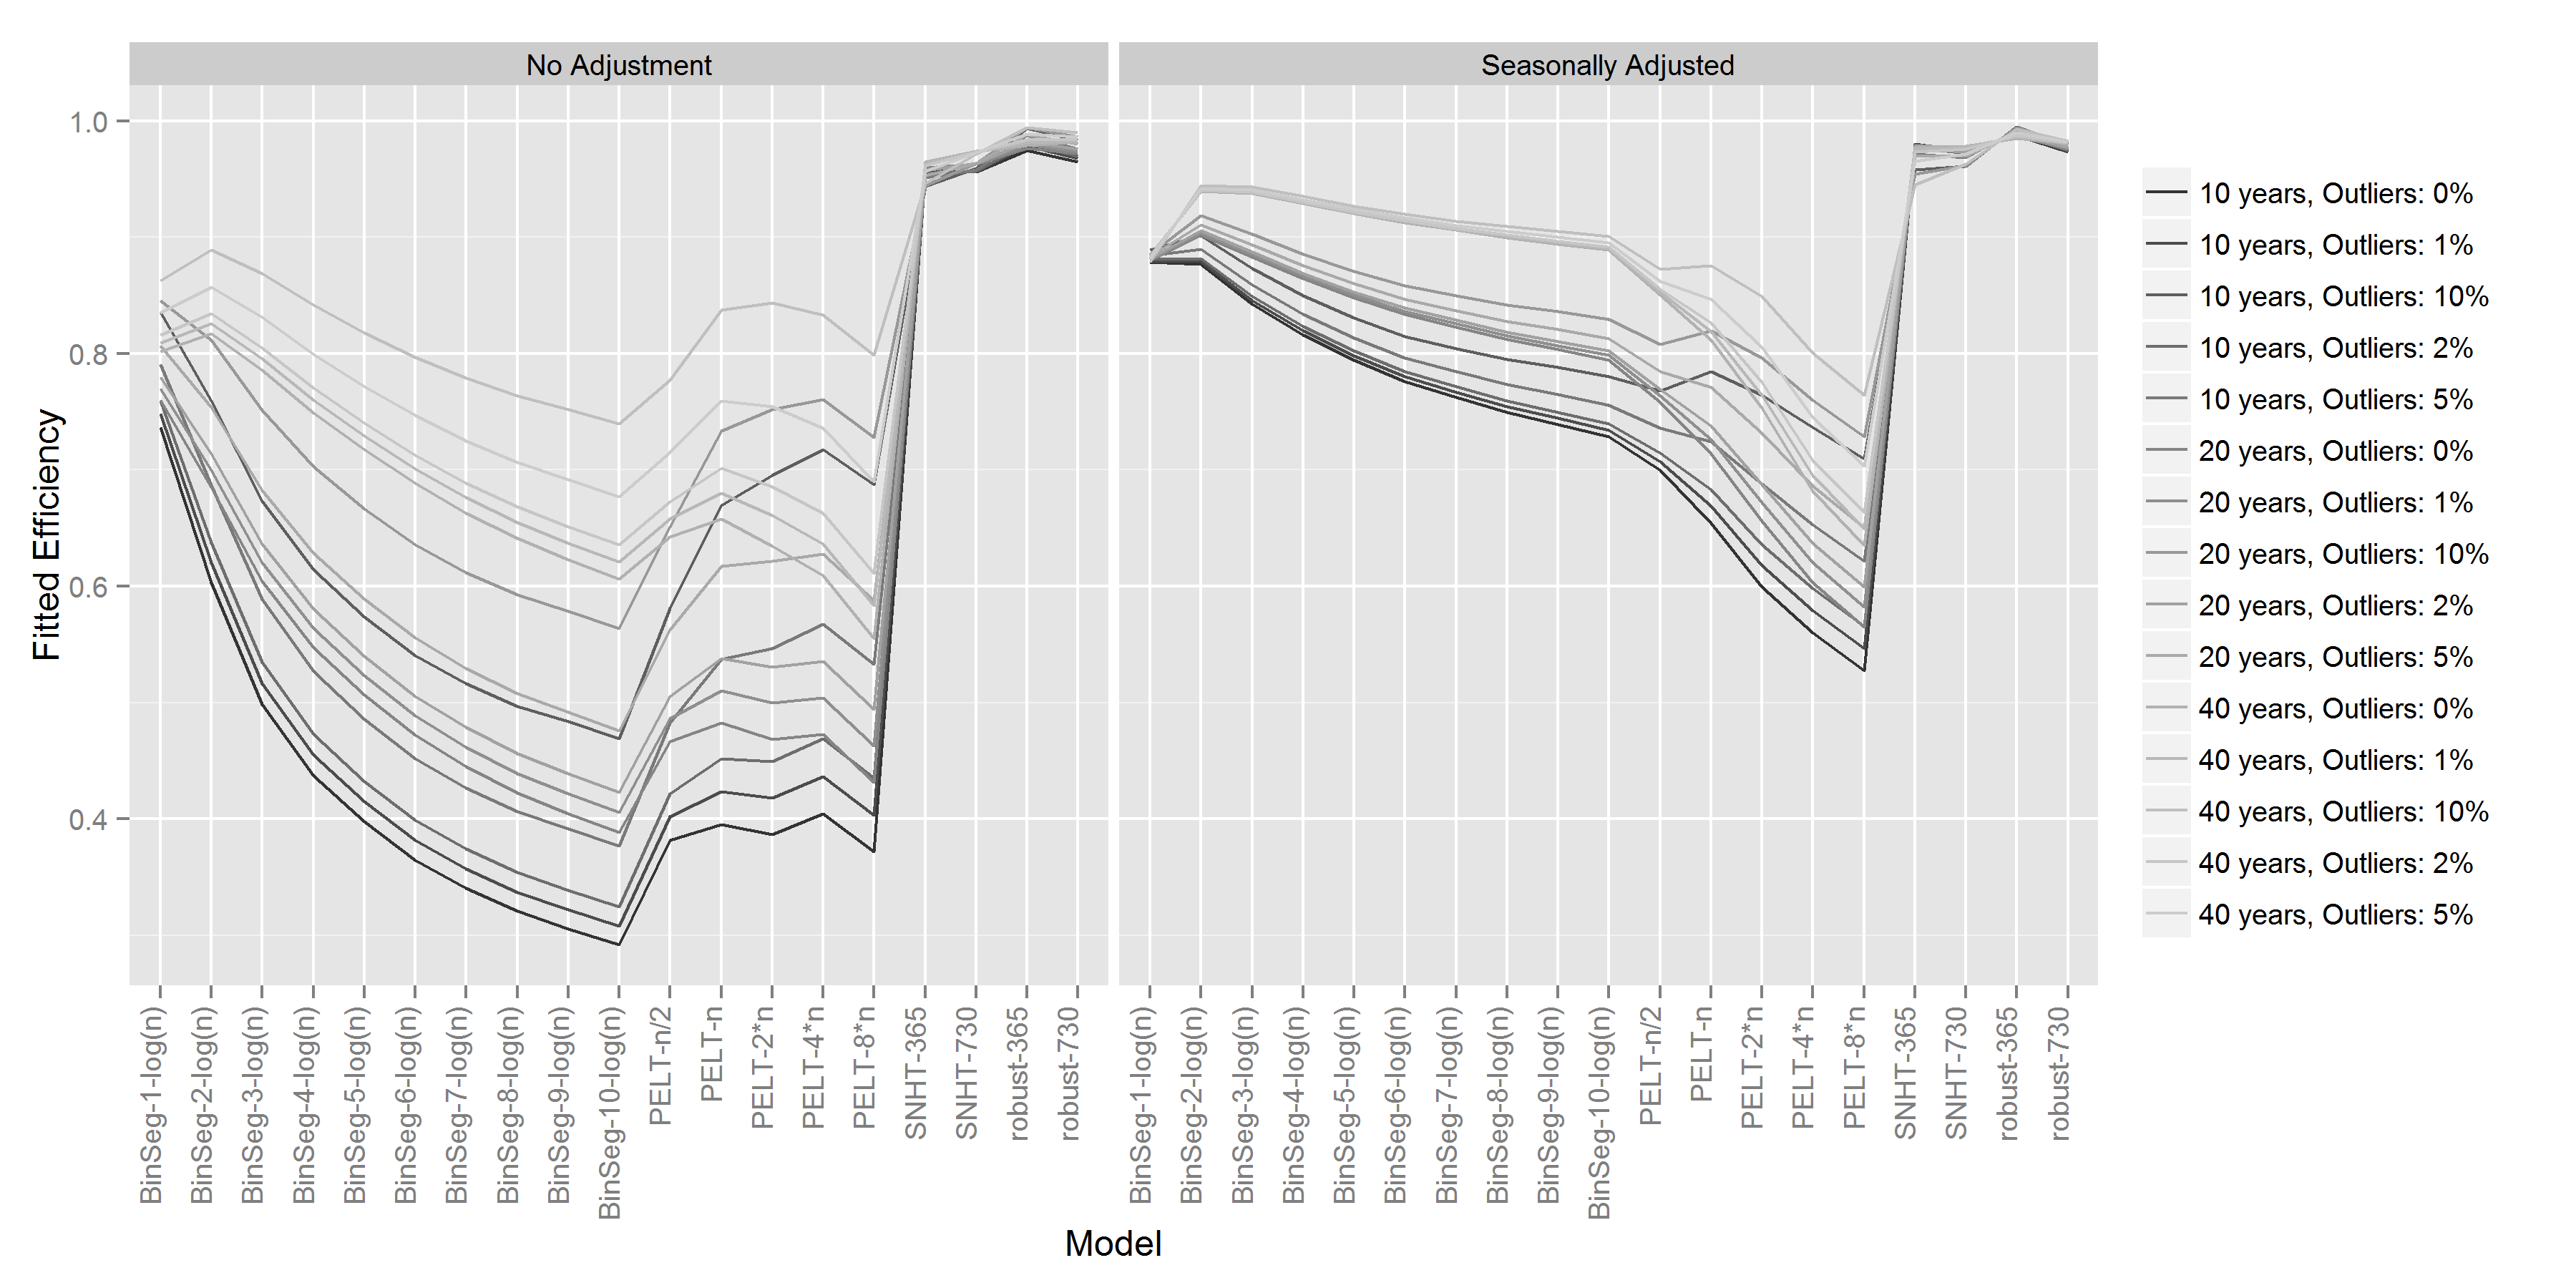 No Adjustment
Seasonally Adjusted
Fitted Efficiency
1.0
0.8
0.6
0.4
BinSeg-1-log(n)
BinSeg-2-log(n)
BinSeg-3-log(n)
BinSeg-4-log(n)
BinSeg-5-log(n)
BinSeg-6-log(n)
BinSeg-7-log(n)
BinSeg-8-log(n)
BinSeg-9-log(n)
BinSeg-10-log(n)
PELT-n/2
PELT-n
PELT-2*n
PELT-4*n
PELT-8*n
SNHT-365
SNHT-730
robust-365
robust-730
BinSeg-1-log(n)
BinSeg-2-log(n)
BinSeg-3-log(n)
BinSeg-4-log(n)
BinSeg-5-log(n)
BinSeg-6-log(n)
BinSeg-7-log(n)
BinSeg-8-log(n)
BinSeg-9-log(n)
BinSeg-10-log(n)
PELT-n/2
PELT-n
PELT-2*n
PELT-4*n
PELT-8*n
SNHT-365
SNHT-730
robust-365
robust-730
Model
10 years, Outliers: 0%
10 years, Outliers: 1%
10 years, Outliers: 10%
10 years, Outliers: 2%
10 years, Outliers: 5%
20 years, Outliers: 0%
20 years, Outliers: 1%
20 years, Outliers: 10%
20 years, Outliers: 2%
20 years, Outliers: 5%
40 years, Outliers: 0%
40 years, Outliers: 1%
40 years, Outliers: 10%
40 years, Outliers: 2%
40 years, Outliers: 5%